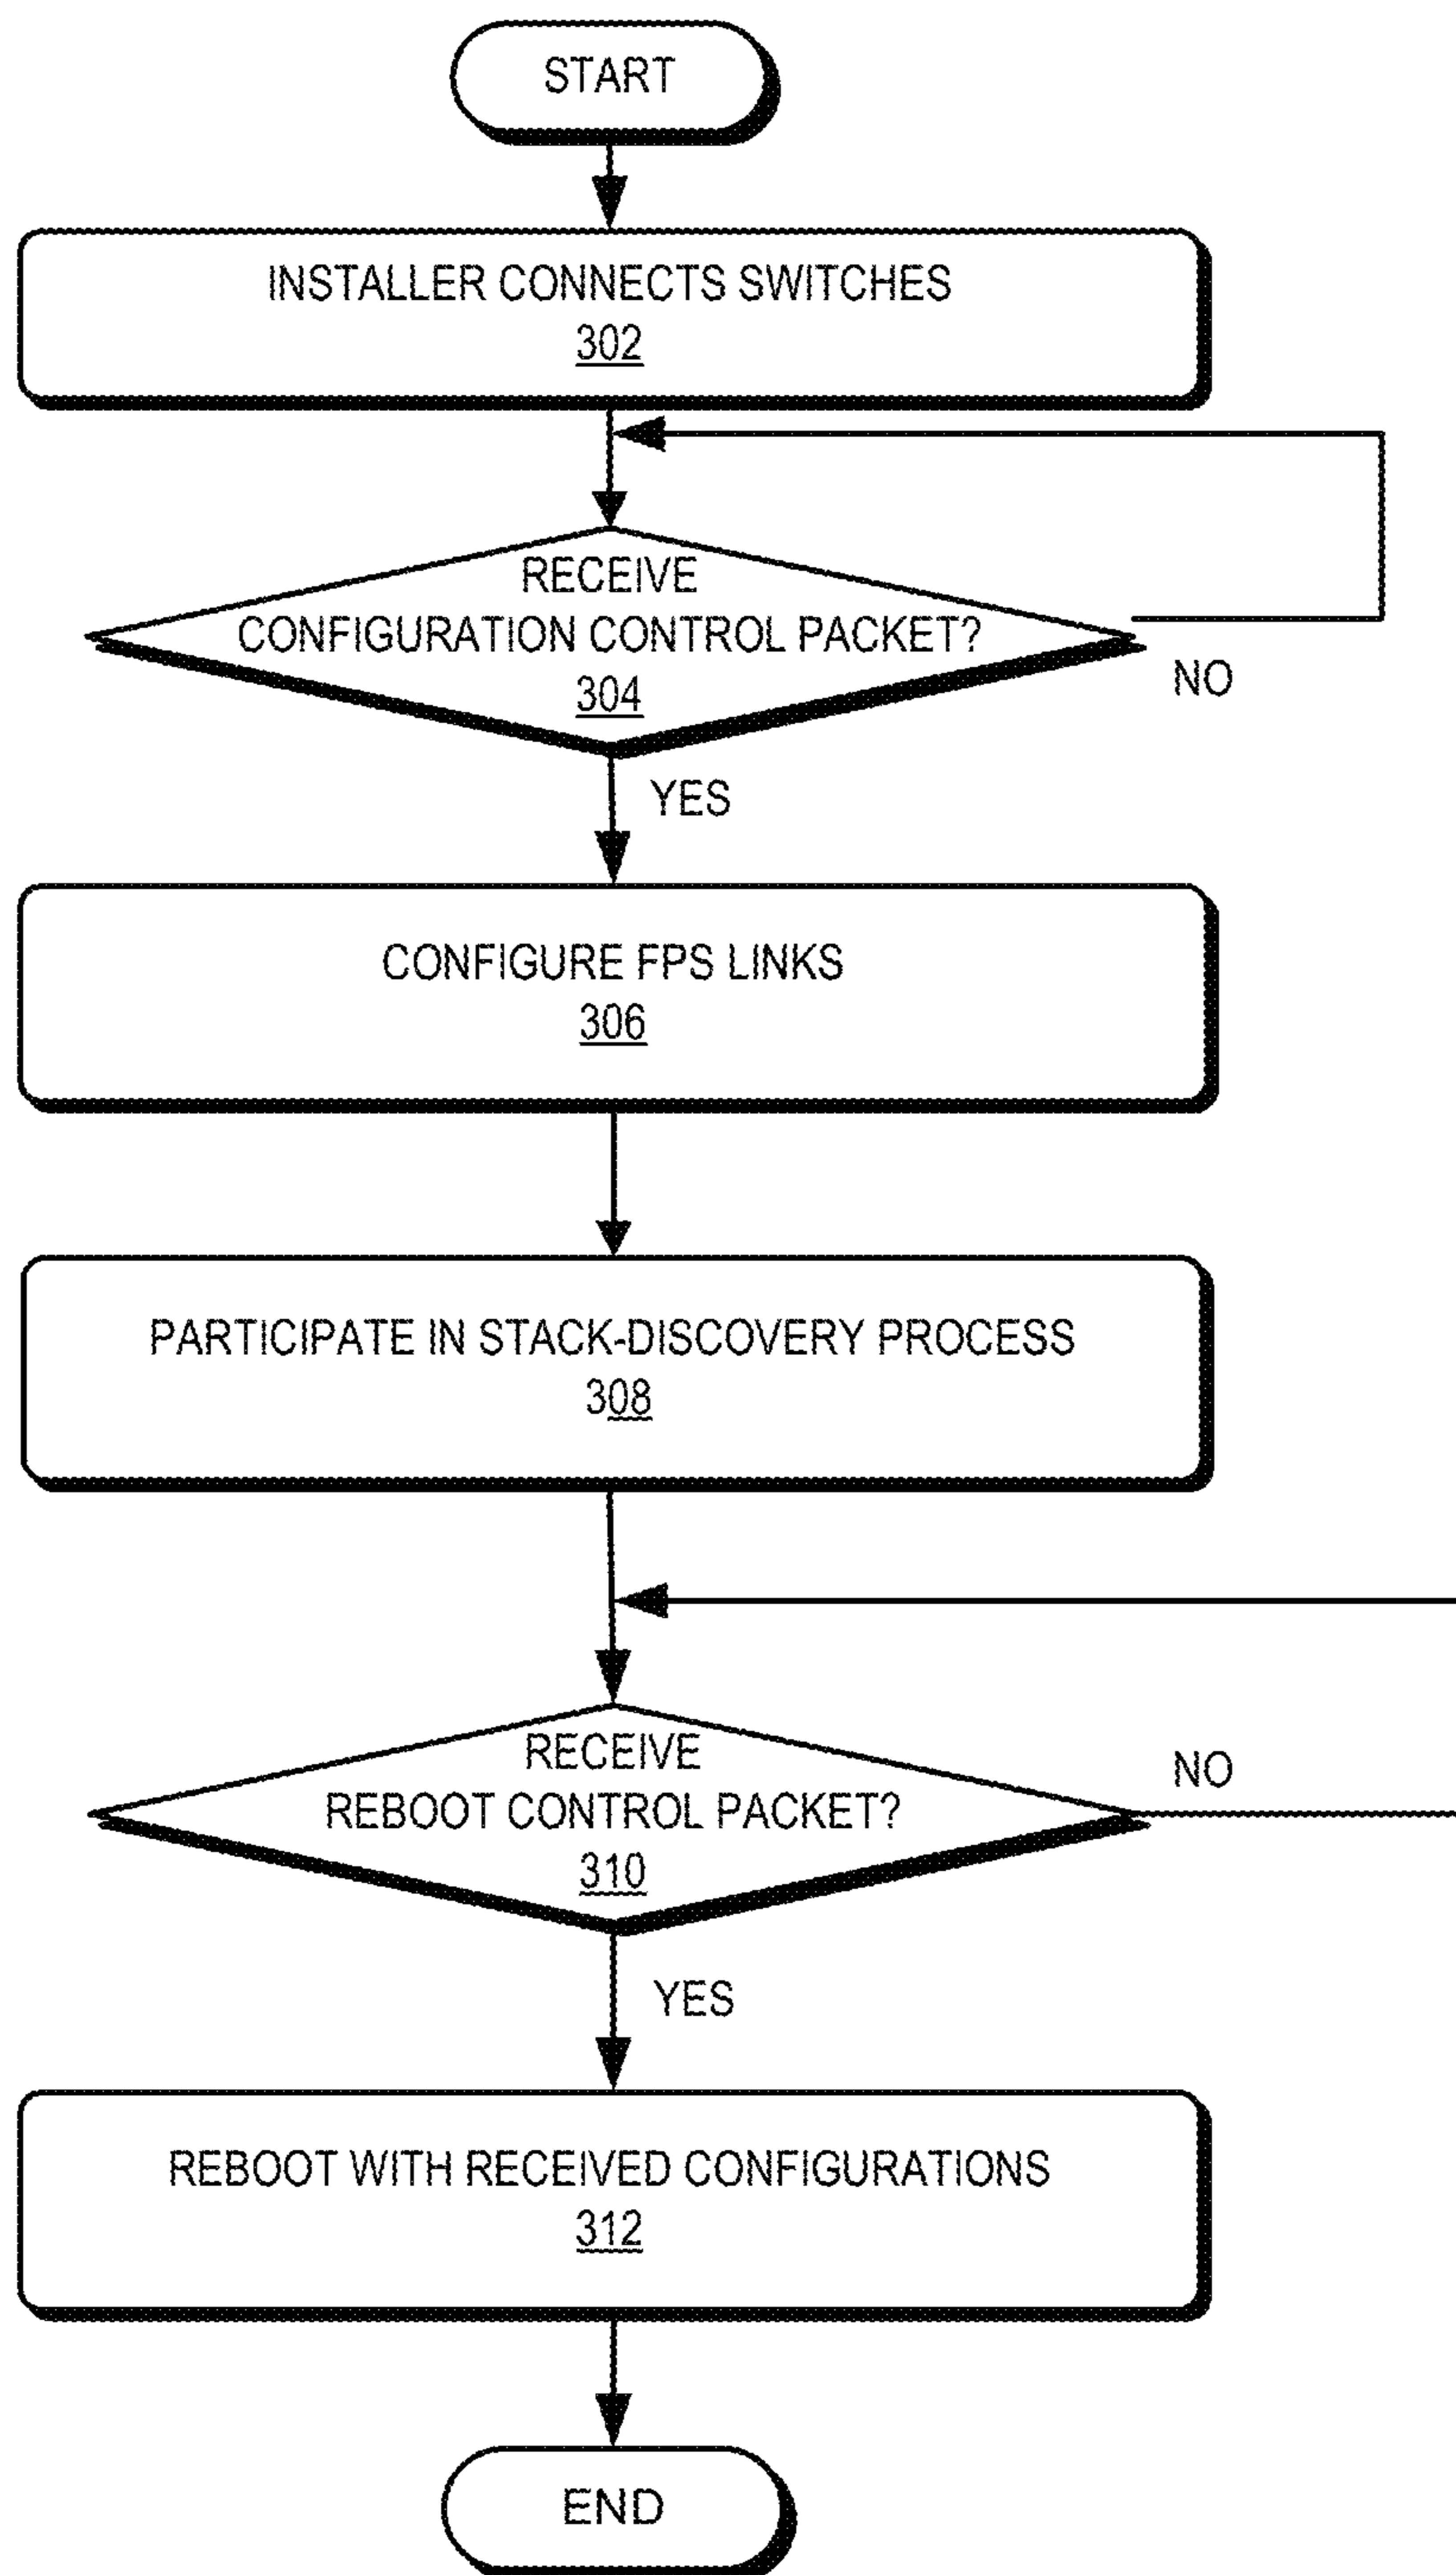 START
INSTALLER CONNECTS SWITCHES
302
RECEIVE
CONFIGURATION CONTROL PACKET?
304
NO
YES
CONFIGURE FPS LINKS
306
PARTICIPATE IN STACK-DISCOVERY PROCESS
308
RECEIVE
REBOOT CONTROL PACKET?
310
NO
YES
REBOOT WITH RECEIVED CONFIGURATIONS
312
END